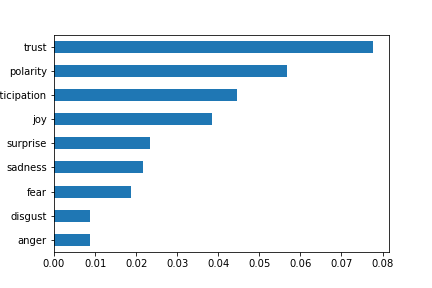 trust
polarity
ticipation
joy
surprise
sadness
fear
disgust
anger
0.00 0.01 0.02 0.03 0.04 0.05 0.06 0.07 0.08